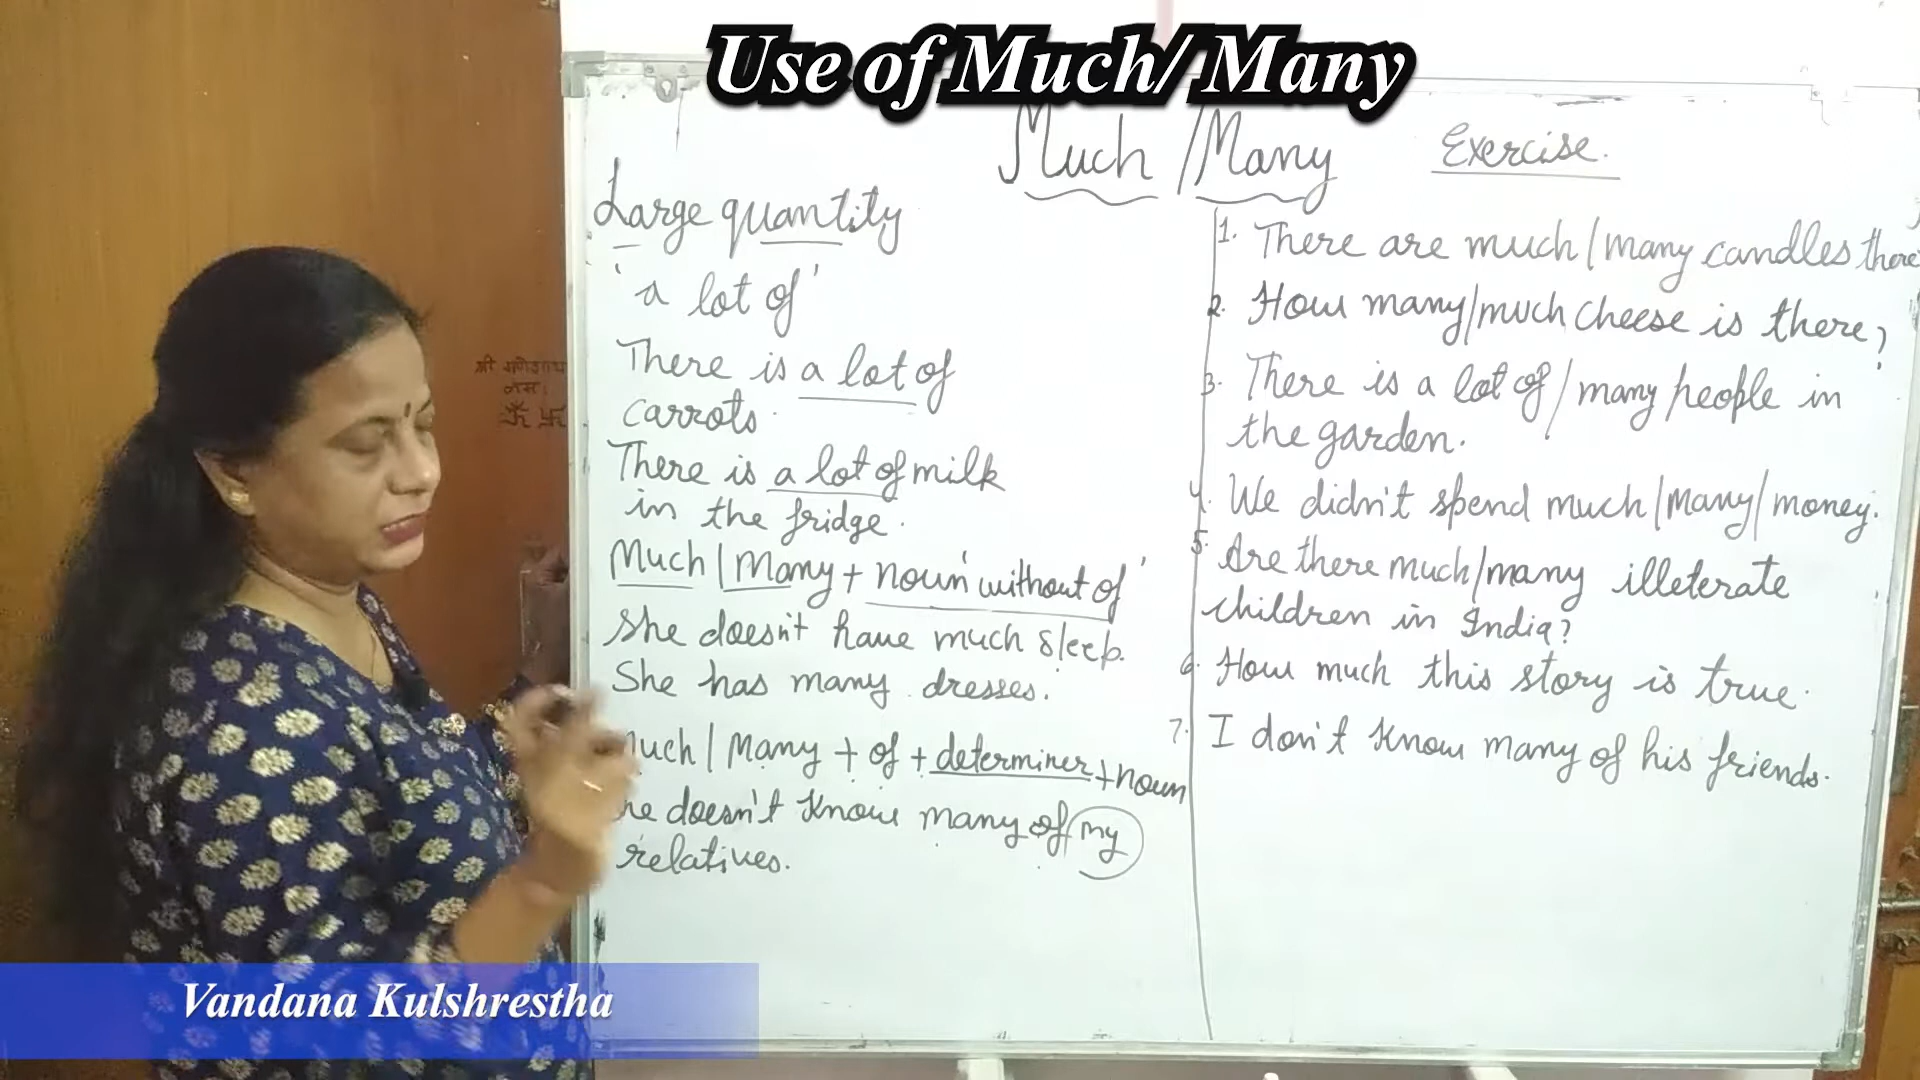 Use of Much/ Many
Much / Many
Large quantity
'a lot of'
There is a lot of
carrots.
There is a lot of milk
in the fridge.
Much | Many + noun 'without of'
She doesn't have much sleep.
She has many dresses.
Much | Many + of + determiner + noun
he doesn't know many of my
relatives.
Exercise.
1. There are much / many candles there
2. How many/much cheese is there?
3. There is a lot of / many people in
the garden.
4. We didn't spend much/many/money.
5. Are there much/many illeterate
children in India?
6. How much this story is true.
7. I don't know many of his friends.
श्री गणेशाय
नमः
Vandana Kulshrestha